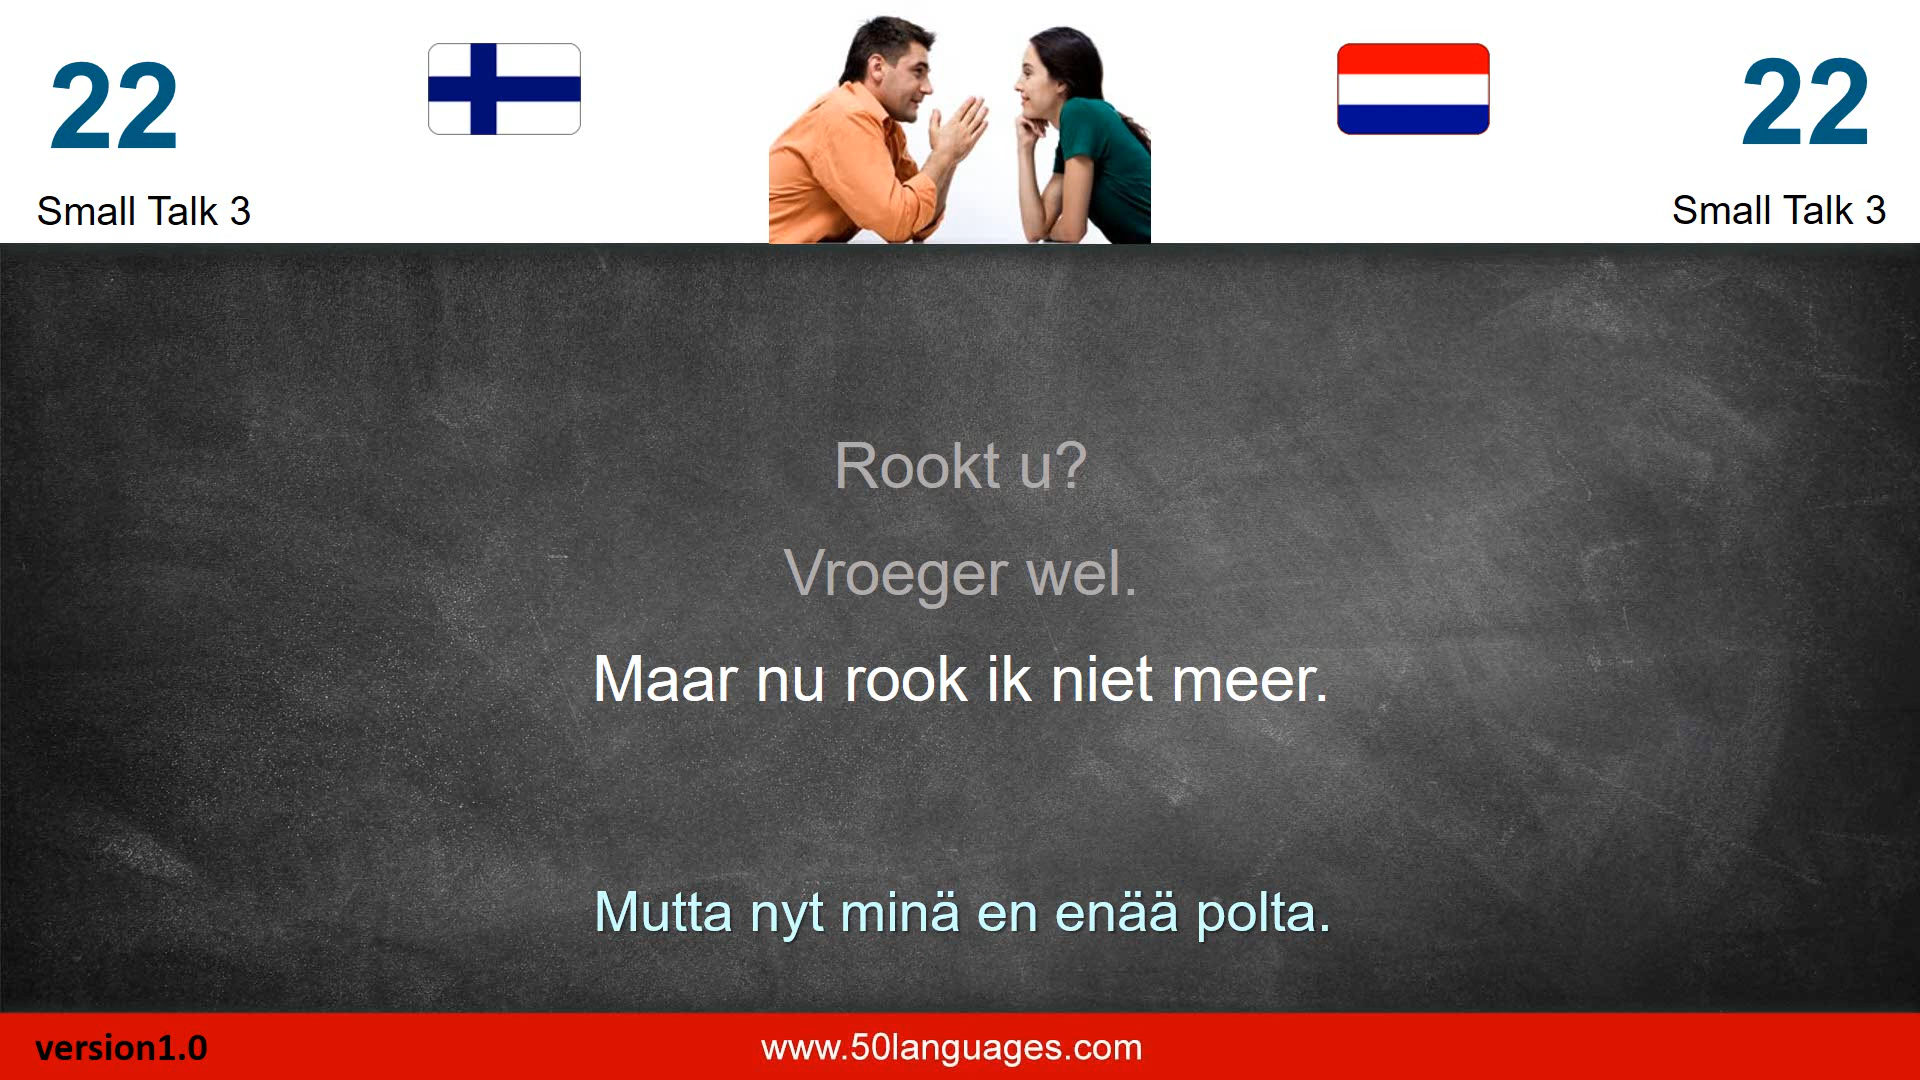 22
22
Small Talk 3
Small Talk 3
Rookt u?
Vroeger wel.
Maar nu rook ik niet meer.
Mutta nyt minä en enää polta.
version1.0
www.50languages.com